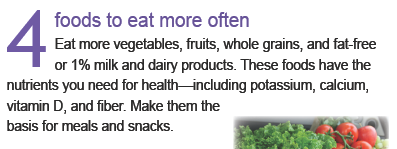 4 foods to eat more often
Eat more vegetables, fruits, whole grains, and fat-free
or 1% milk and dairy products. These foods have the
nutrients you need for health—including potassium, calcium,
vitamin D, and fiber. Make them the
basis for meals and snacks.